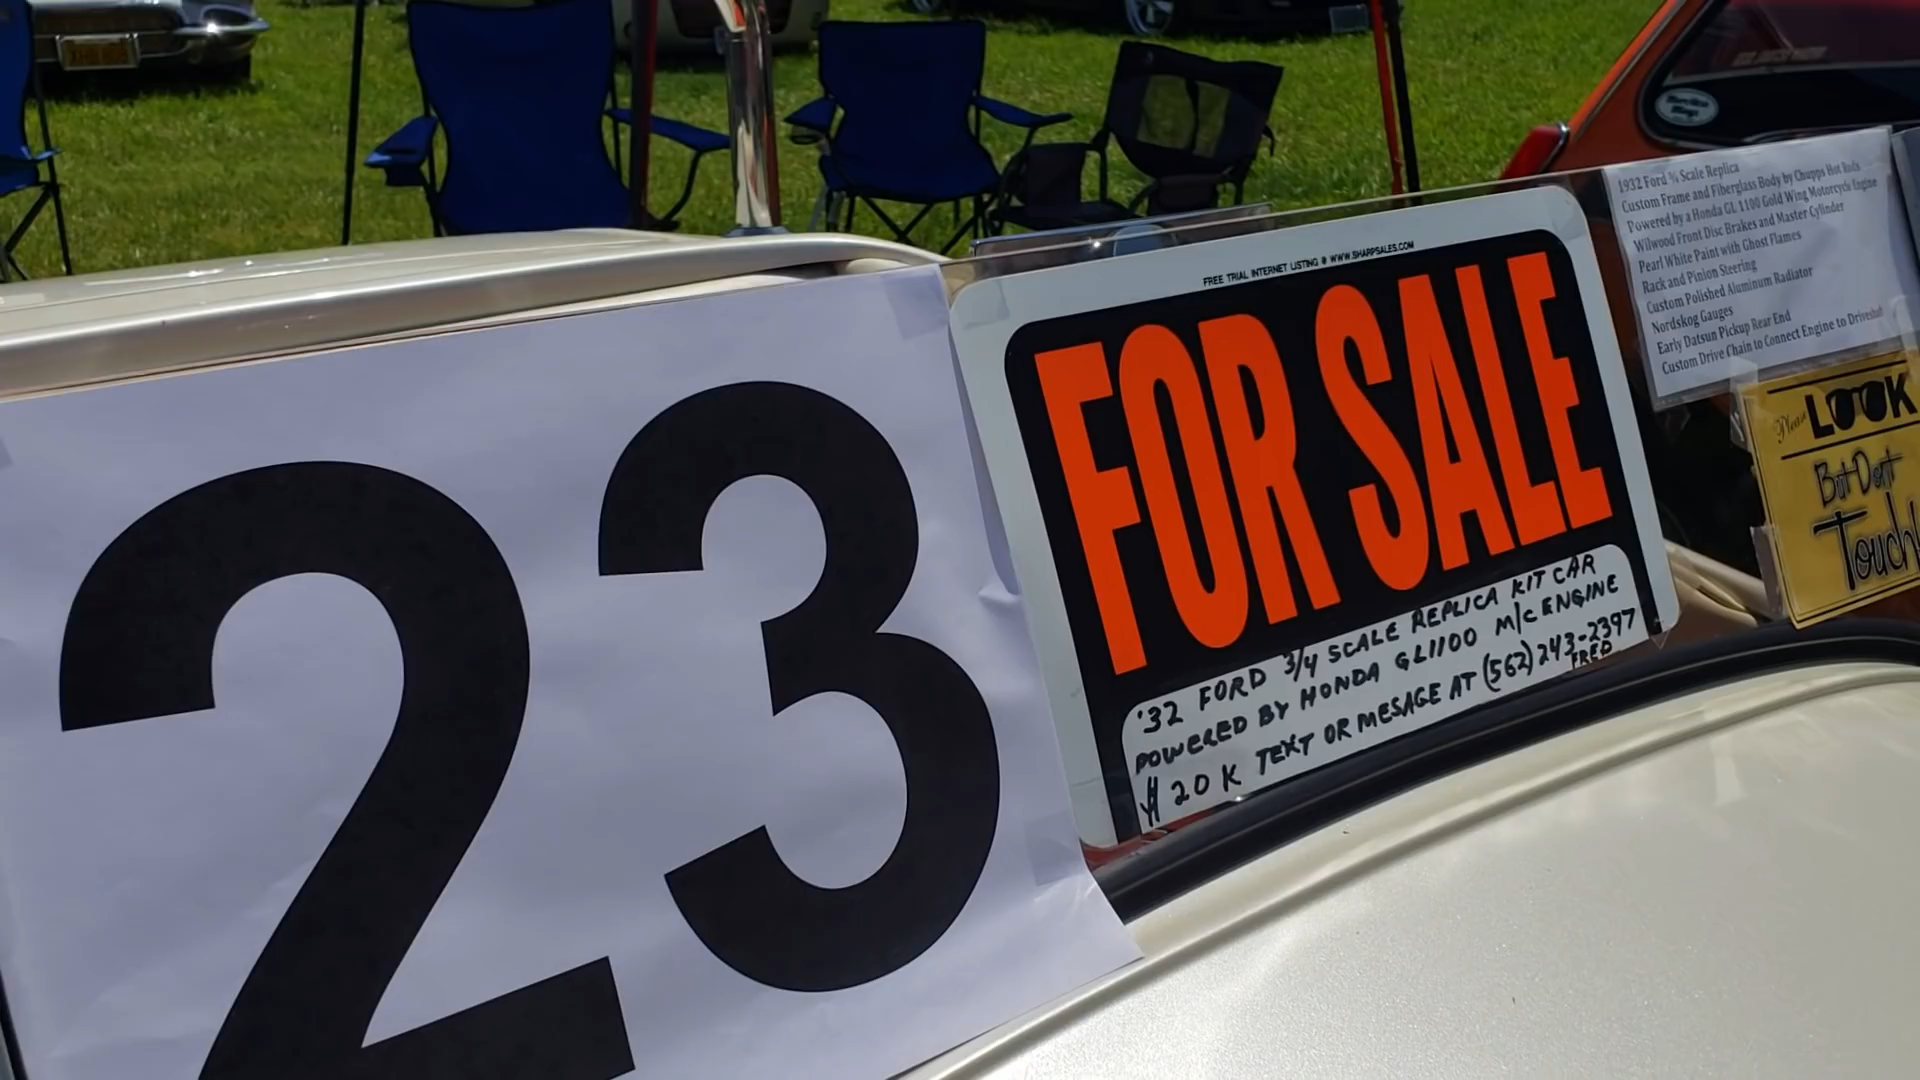 23
FREE TRIAL INTERNET LISTING @ WWW.SHARPSALES.COM
FOR SALE
'32 FORD 3/4 SCALE REPLICA KIT CAR
POWERED BY HONDA GL1100 M/C ENGINE
$20K TEXT OR MESAGE AT (562)243-2397
FRED
1932 Ford ¾ Scale Replica
Custom Frame and Fiberglass Body by Chupps Hot Rods
Powered by a Honda GL 1100 Gold Wing Motorcycle Engine
Wilwood Front Disc Brakes and Master Cylinder
Pearl White Paint with Ghost Flames
Rack and Pinion Steering
Custom Polished Aluminum Radiator
Nordskog Gauges
Early Datsun Pickup Rear End
Custom Drive Chain to Connect Engine to Driveshaft
Please LOOK
But Dont
Touch